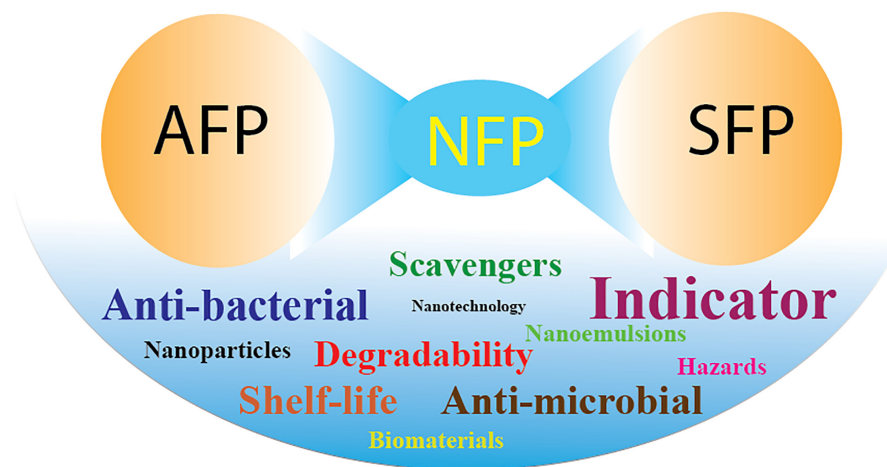 AFP
NFP
SFP
Scavengers
Anti-bacterial
Nanotechnology
Indicator
Nanoemulsions
Nanoparticles
Degradability
Hazards
Shelf-life
Anti-microbial
Biomaterials